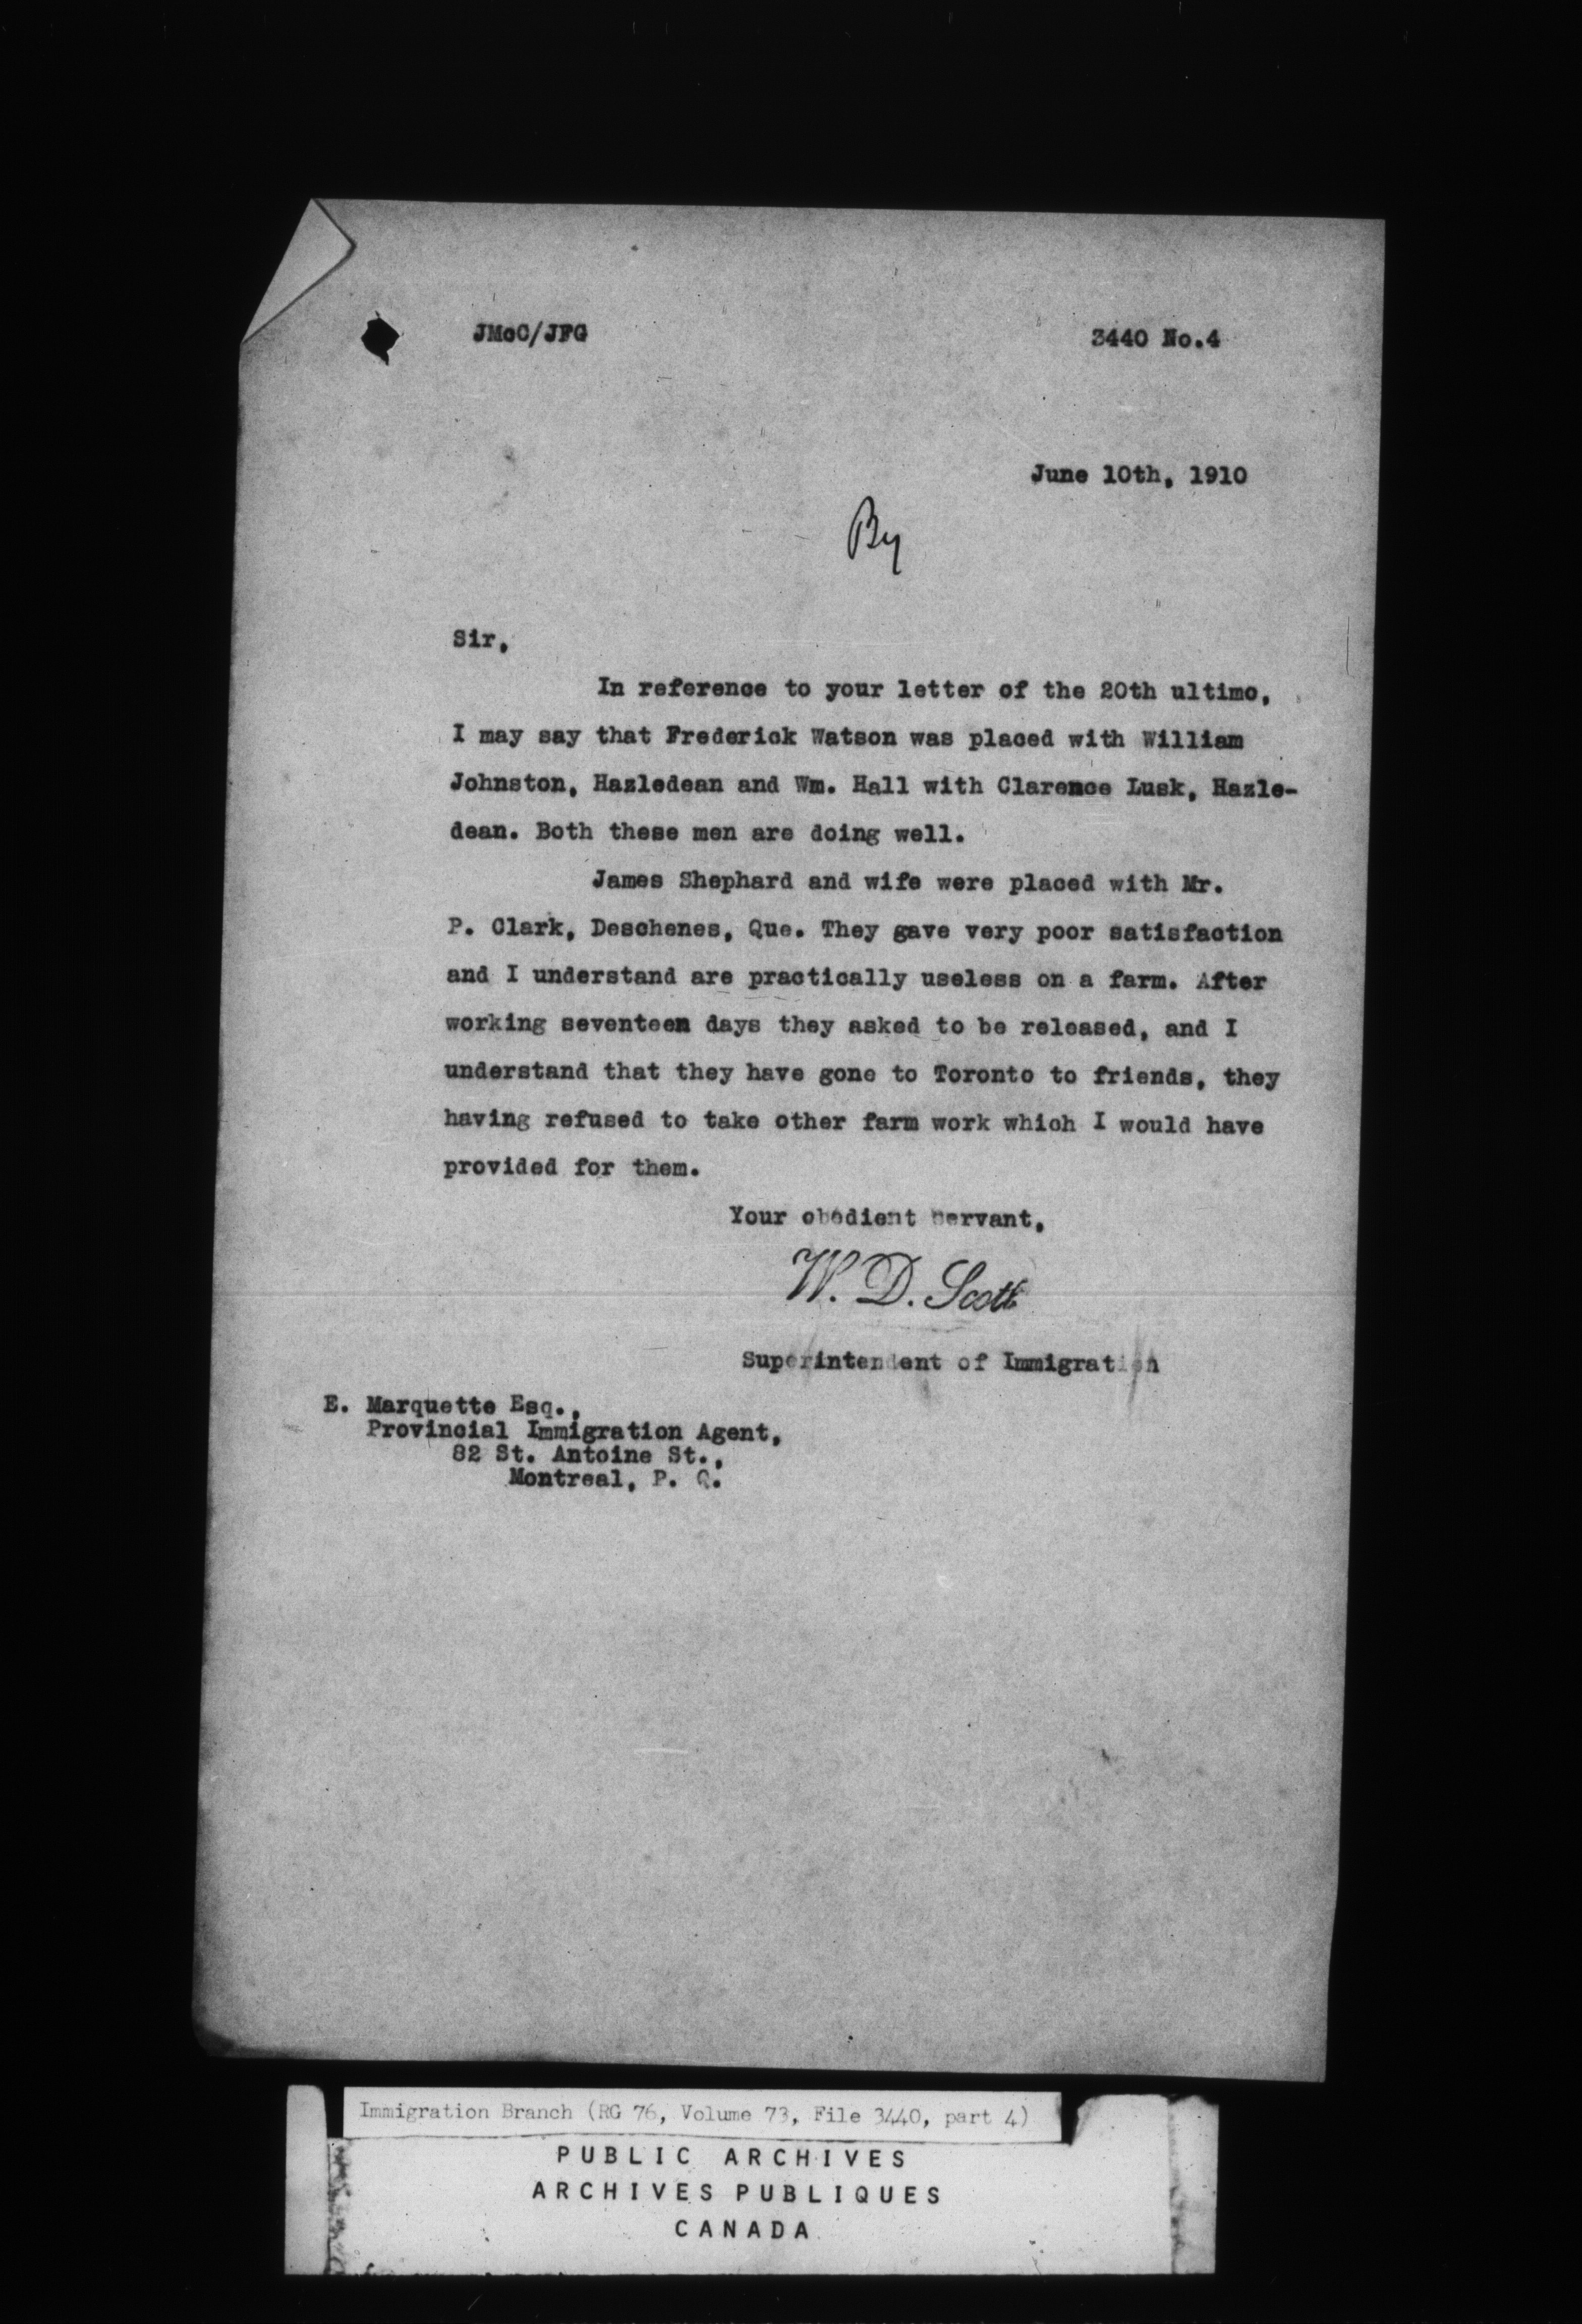 JMcC/JFG
3440 No.4
June 10th, 1910
By
Sir,
In reference to your letter of the 20th ultimo,
I may say that Frederick Watson was placed with William
Johnston, Hazledean and Wm. Hall with Clarence Lusk, Hazle-
dean. Both these men are doing well.
James Shephard and wife were placed with Mr.
P. Clark, Deschenes, Que. They gave very poor satisfaction
and I understand are practically useless on a farm. After
working seventeen days they asked to be released, and I
understand that they have gone to Toronto to friends, they
having refused to take other farm work which I would have
provided for them.
Your obedient servant,
W. D. Scott
Superintendent of Immigration
E. Marquette Esq.,
Provincial Immigration Agent,
82 St. Antoine St.,
Montreal, P. Q.
Immigration Branch (RG 76, Volume 73, File 3440, part 4)
PUBLIC ARCHIVES
ARCHIVES PUBLIQUES
CANADA